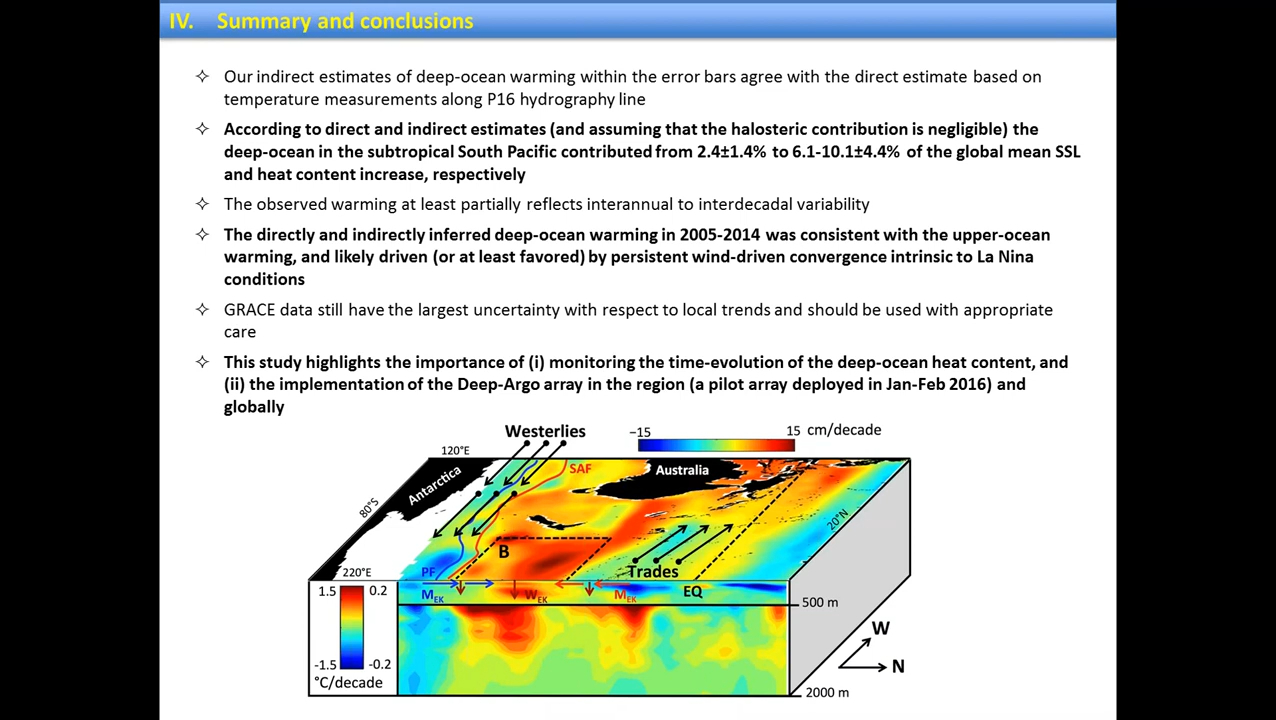 IV. Summary and conclusions
✧ Our indirect estimates of deep-ocean warming within the error bars agree with the direct estimate based on
temperature measurements along P16 hydrography line
✧ According to direct and indirect estimates (and assuming that the halosteric contribution is negligible) the
deep-ocean in the subtropical South Pacific contributed from 2.4±1.4% to 6.1-10.1±4.4% of the global mean SSL
and heat content increase, respectively
✧ The observed warming at least partially reflects interannual to interdecadal variability
✧ The directly and indirectly inferred deep-ocean warming in 2005-2014 was consistent with the upper-ocean
warming, and likely driven (or at least favored) by persistent wind-driven convergence intrinsic to La Nina
conditions
✧ GRACE data still have the largest uncertainty with respect to local trends and should be used with appropriate
care
✧ This study highlights the importance of (i) monitoring the time-evolution of the deep-ocean heat content, and
(ii) the implementation of the Deep-Argo array in the region (a pilot array deployed in Jan-Feb 2016) and
globally
Westerlies
−15 15 cm/decade
120°E
SAF
Australia
Antarctica
80°S
20°N
B
Trades
PF
220°E
1.5 0.2
M_EK W_EK M_EK EQ
500 m
W
N
-1.5 -0.2
°C/decade
2000 m